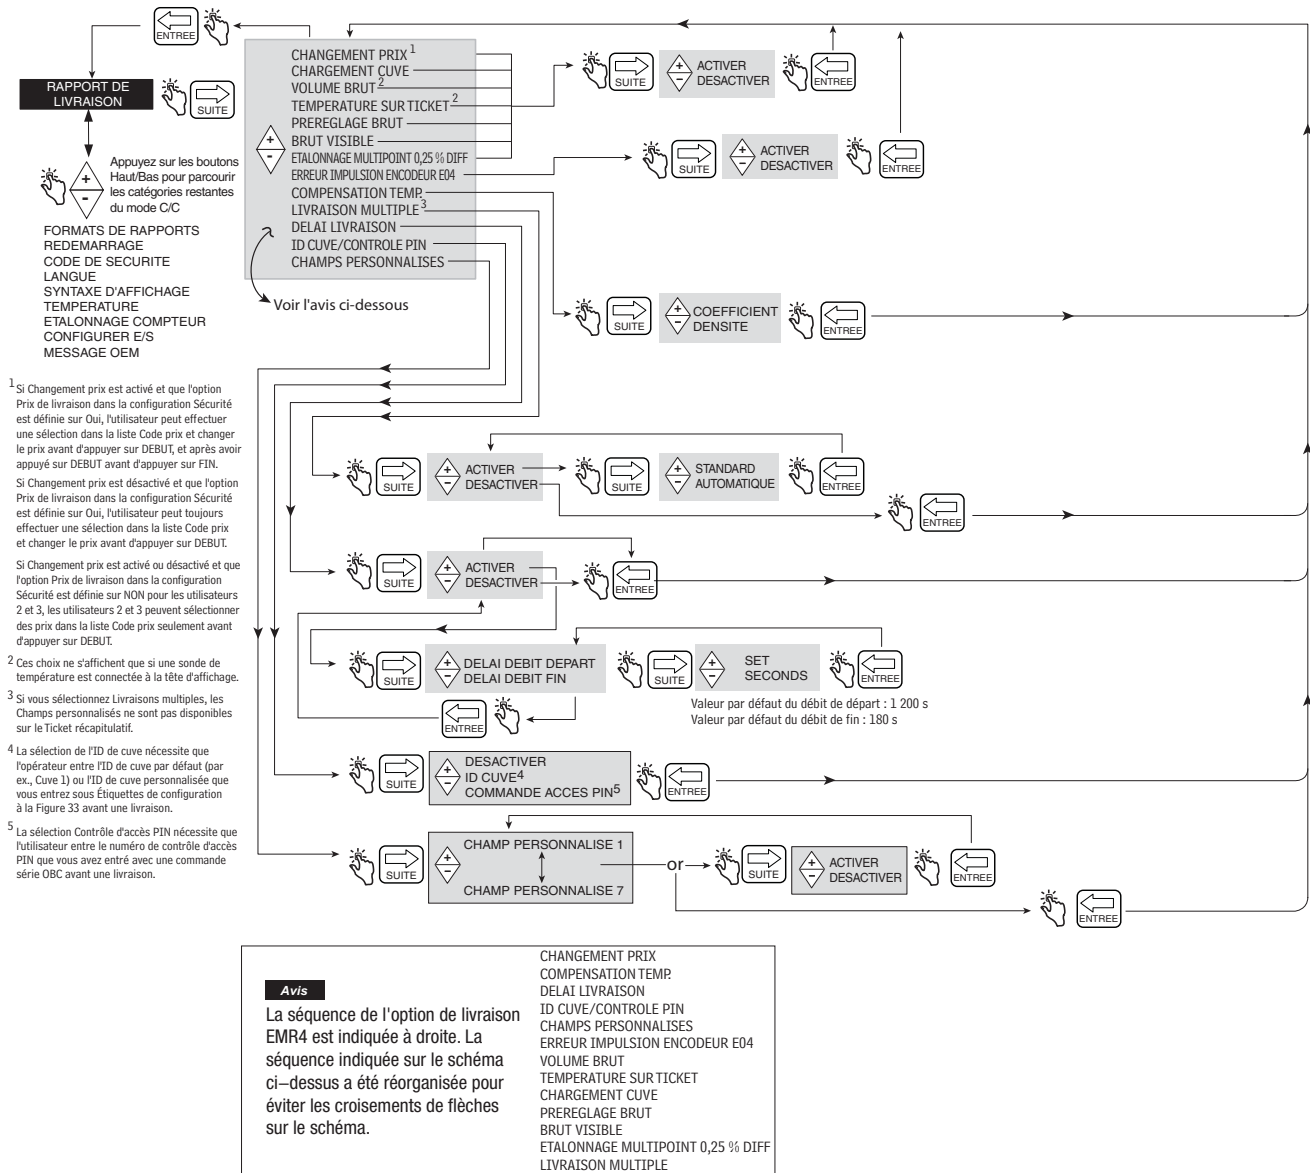 ENTREE
RAPPORT DE
LIVRAISON
SUITE
Appuyez sur les boutons
Haut/Bas pour parcourir
les catégories restantes
du mode C/C
+
-
FORMATS DE RAPPORTS
REDEMARRAGE
CODE DE SECURITE
LANGUE
SYNTAXE D'AFFICHAGE
TEMPERATURE
ETALONNAGE COMPTEUR
CONFIGURER E/S
MESSAGE OEM
+
-
CHANGEMENT PRIX 1
CHARGEMENT CUVE
VOLUME BRUT 2
TEMPERATURE SUR TICKET 2
PREREGLAGE BRUT
BRUT VISIBLE
ETALONNAGE MULTIPOINT 0,25 % DIFF
ERREUR IMPULSION ENCODEUR E04
COMPENSATION TEMP.
LIVRAISON MULTIPLE 3
DELAI LIVRAISON
ID CUVE/CONTROLE PIN
CHAMPS PERSONNALISES
Voir l'avis ci-dessous
SUITE
+
-
ACTIVER
DESACTIVER
ENTREE
SUITE
+
-
ACTIVER
DESACTIVER
ENTREE
SUITE
+
-
COEFFICIENT
DENSITE
ENTREE
1 Si Changement prix est activé et que l'option
Prix de livraison dans la configuration Sécurité
est définie sur Oui, l'utilisateur peut effectuer
une sélection dans la liste Code prix et changer
le prix avant d'appuyer sur DEBUT, et après avoir
appuyé sur DEBUT avant d'appuyer sur FIN.
Si Changement prix est désactivé et que l'option
Prix de livraison dans la configuration Sécurité
est définie sur Oui, l'utilisateur peut toujours
effectuer une sélection dans la liste Code prix
et changer le prix avant d'appuyer sur DEBUT.
Si Changement prix est activé ou désactivé et que
l'option Prix de livraison dans la configuration
Sécurité est définie sur NON pour les utilisateurs
2 et 3, les utilisateurs 2 et 3 peuvent sélectionner
des prix dans la liste Code prix seulement avant
d'appuyer sur DEBUT.
2 Ces choix ne s'affichent que si une sonde de
température est connectée à la tête d'affichage.
3 Si vous sélectionnez Livraisons multiples, les
Champs personnalisés ne sont pas disponibles
sur le Ticket récapitulatif.
4 La sélection de l'ID de cuve nécessite que
l'opérateur entre l'ID de cuve par défaut (par
ex., Cuve 1) ou l'ID de cuve personnalisée que
vous entrez sous Étiquettes de configuration
à la Figure 33 avant une livraison.
5 La sélection Contrôle d'accès PIN nécessite que
l'utilisateur entre le numéro de contrôle d'accès
PIN que vous avez entré avec une commande
série OBC avant une livraison.
SUITE
+
-
ACTIVER
DESACTIVER
SUITE
+
-
STANDARD
AUTOMATIQUE
ENTREE
ENTREE
SUITE
+
-
ACTIVER
DESACTIVER
ENTREE
SUITE
+
-
DELAI DEBIT DEPART
DELAI DEBIT FIN
SUITE
+
-
SET
SECONDS
ENTREE
Valeur par défaut du débit de départ : 1 200 s
Valeur par défaut du débit de fin : 180 s
ENTREE
SUITE
+
-
DESACTIVER
ID CUVE4
COMMANDE ACCES PIN5
ENTREE
SUITE
+
-
CHAMP PERSONNALISE 1
CHAMP PERSONNALISE 7
or
SUITE
+
-
ACTIVER
DESACTIVER
ENTREE
ENTREE
Avis
La séquence de l'option de livraison
EMR4 est indiquée à droite. La
séquence indiquée sur le schéma
ci–dessus a été réorganisée pour
éviter les croisements de flèches
sur le schéma.
CHANGEMENT PRIX
COMPENSATION TEMP.
DELAI LIVRAISON
ID CUVE/CONTROLE PIN
CHAMPS PERSONNALISES
ERREUR IMPULSION ENCODEUR E04
VOLUME BRUT
TEMPERATURE SUR TICKET
CHARGEMENT CUVE
PREREGLAGE BRUT
BRUT VISIBLE
ETALONNAGE MULTIPOINT 0,25 % DIFF
LIVRAISON MULTIPLE